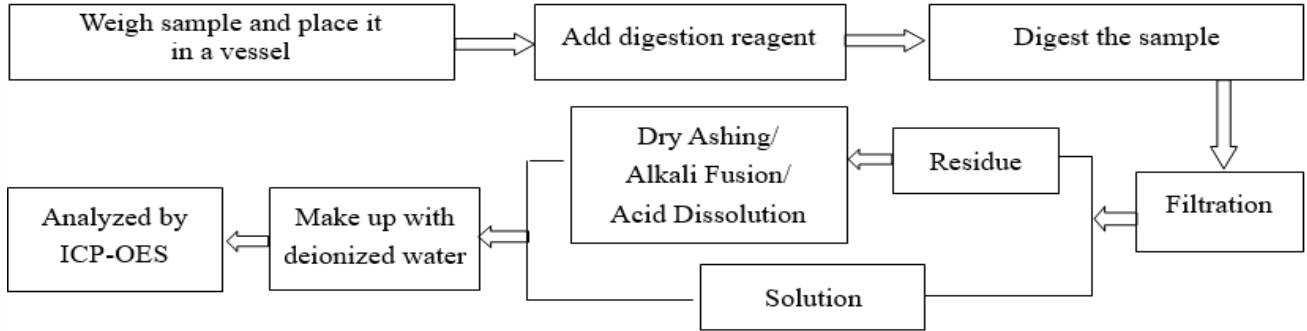 Weigh sample and place it
in a vessel
Add digestion reagent
Digest the sample
Filtration
Residue
Dry Ashing/
Alkali Fusion/
Acid Dissolution
Solution
Make up with
deionized water
Analyzed by
ICP-OES